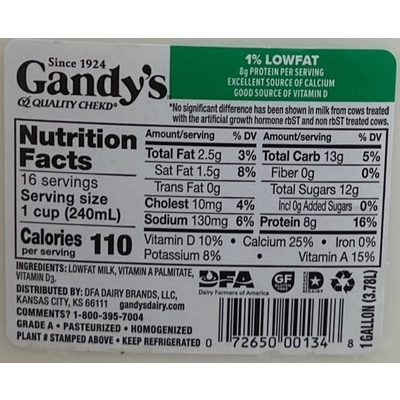 Since 1924
Gandy's
QUALITY CHEKD®
1% LOWFAT
8g PROTEIN PER SERVING
EXCELLENT SOURCE OF CALCIUM
GOOD SOURCE OF VITAMIN D
*No significant difference has been shown in milk from cows treated
with the artificial growth hormone rbST and non rbST treated cows.
Nutrition
Facts
16 servings
Serving size
1 cup (240mL)
Calories 110
per serving
Amount/serving % DV
Total Fat 2.5g 3%
Sat Fat 1.5g 8%
Trans Fat 0g
Cholest 10mg 4%
Sodium 130mg 6%
Amount/serving % DV
Total Carb 13g 5%
Fiber 0g 0%
Total Sugars 12g
Incl 0g Added Sugars 0%
Protein 8g 16%
Vitamin D 10% • Calcium 25% • Iron 0%
Potassium 8% • Vitamin A 15%
INGREDIENTS: LOWFAT MILK, VITAMIN A PALMITATE,
VITAMIN D3.
DISTRIBUTED BY: DFA DAIRY BRANDS, LLC,
KANSAS CITY, KS 66111 gandysdairy.com
COMMENTS? 1-800-395-7004
GRADE A • PASTEURIZED • HOMOGENIZED
PLANT # STAMPED ABOVE • KEEP REFRIGERATED
DFA
Dairy Farmers of America
GF
GLUTEN FREE
DAIRY
0 72650 00134 8
1 GALLON (3.78L)